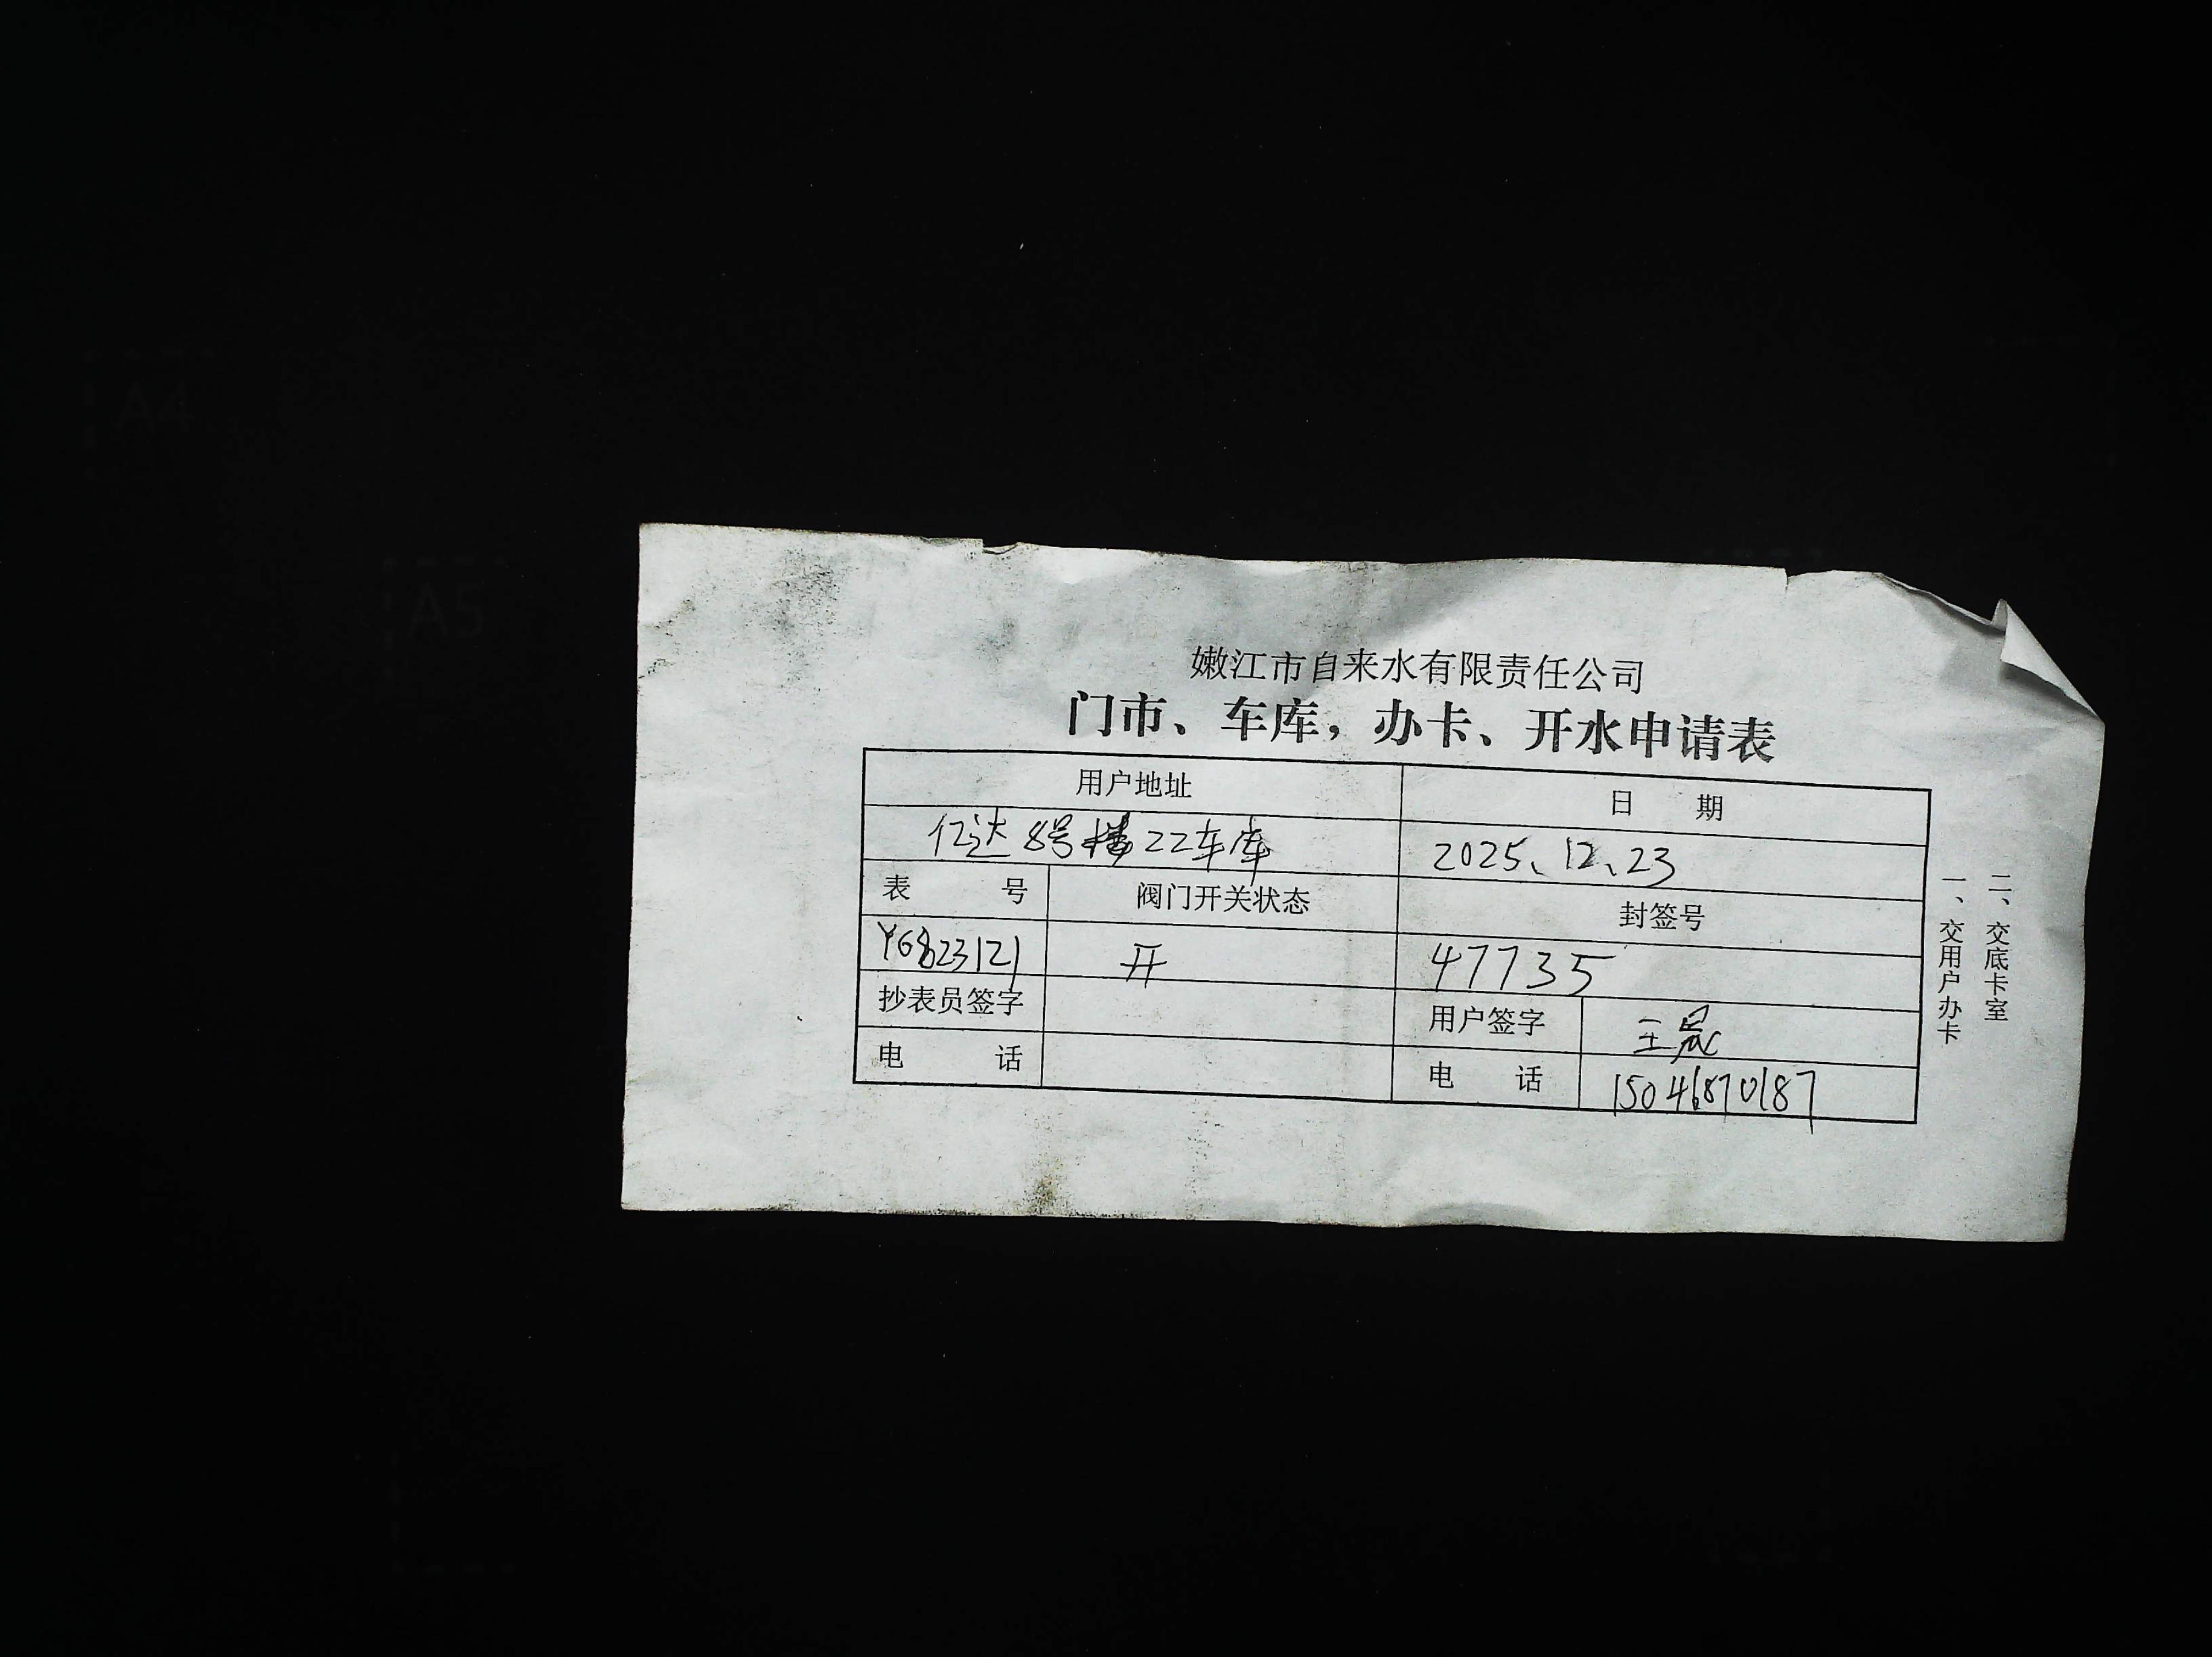 嫩江市自来水有限责任公司
门市、车库，办卡、开水申请表
用户地址 日 期
亿达8号楼22车库 2025、12、23
表 号 阀门开关状态 封签号
Y6823121 开 47735
抄表员签字 用户签字 王晟
电 话 电 话 15046870187
一、交用户办卡
二、交底卡室
A4
A5